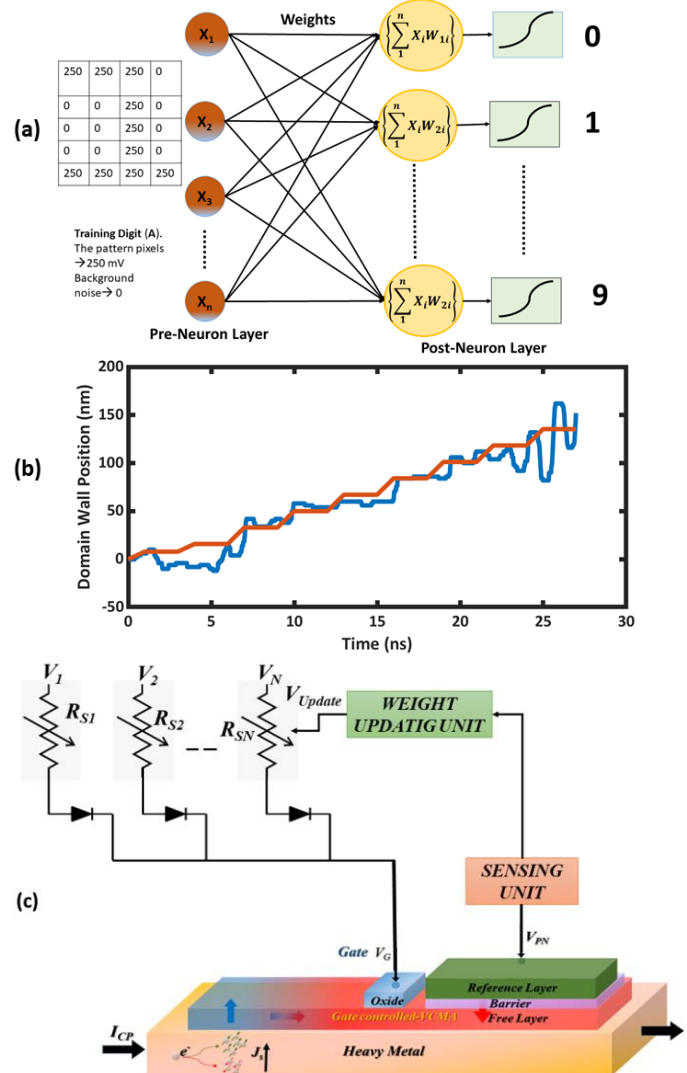 (a)
Weights
X1
X2
X3
Xn
{∑₁ⁿ XiW1i}
{∑₁ⁿ XiW2i}
{∑₁ⁿ XiW2i}
0
1
9
250 250 250 0
0 0 250 0
0 0 250 0
0 0 250 0
250 250 250 250
Training Digit (A).
The pattern pixels
→250 mV
Background
noise→ 0
Pre-Neuron Layer
Post-Neuron Layer
(b)
Domain Wall Position (nm)
200
150
100
50
0
-50
0 5 10 15 20 25 30
Time (ns)
(c)
V1 V2 VN
RS1 RS2 RSN
VUpdate
WEIGHT
UPDATIG UNIT
SENSING
UNIT
VPN
Gate VG
Oxide
Reference Layer
Barrier
Free Layer
Gate controlled-VCMA
Heavy Metal
ICP
e-
Js